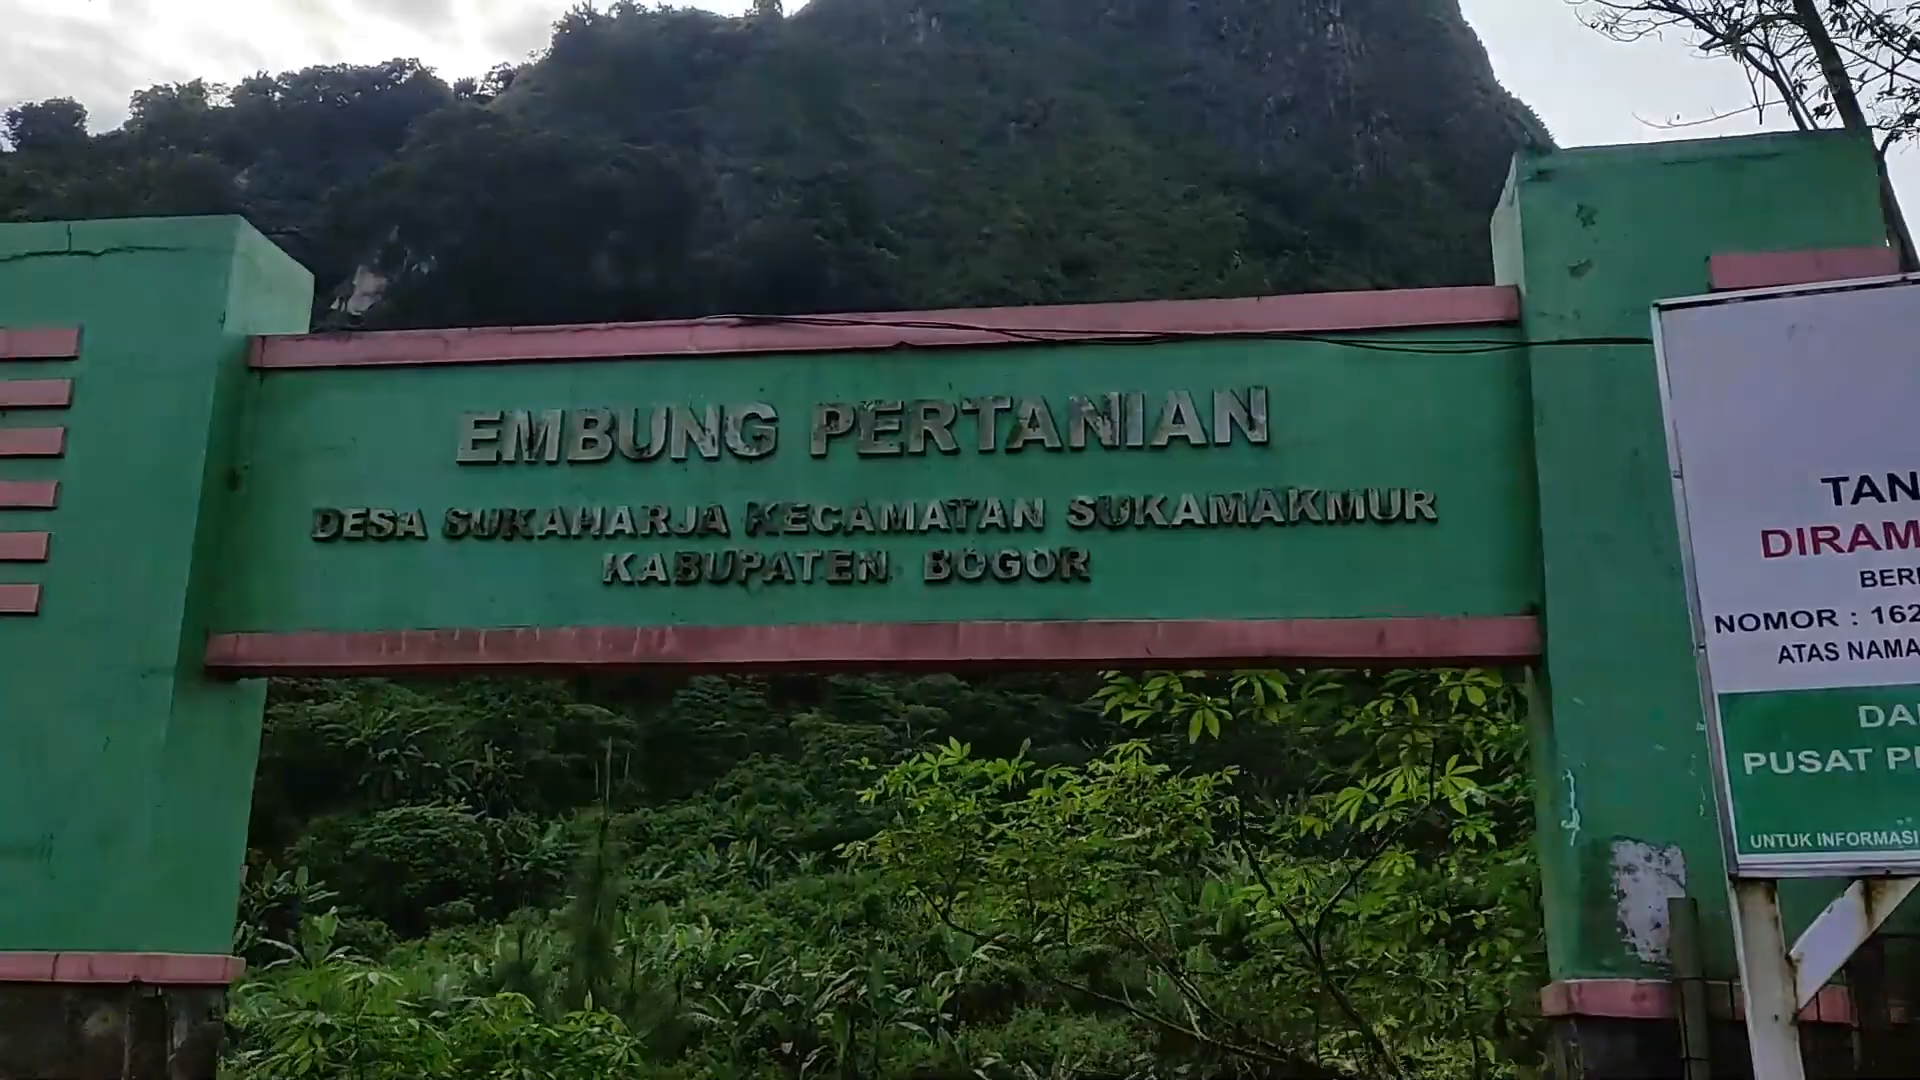 EMBUNG PERTANIAN
DESA SUKAHARJA KECAMATAN SUKAMAKMUR
KABUPATEN BOGOR
TAN
DIRAM
BER
NOMOR : 162
ATAS NAMA
DA
PUSAT P
UNTUK INFORMASI